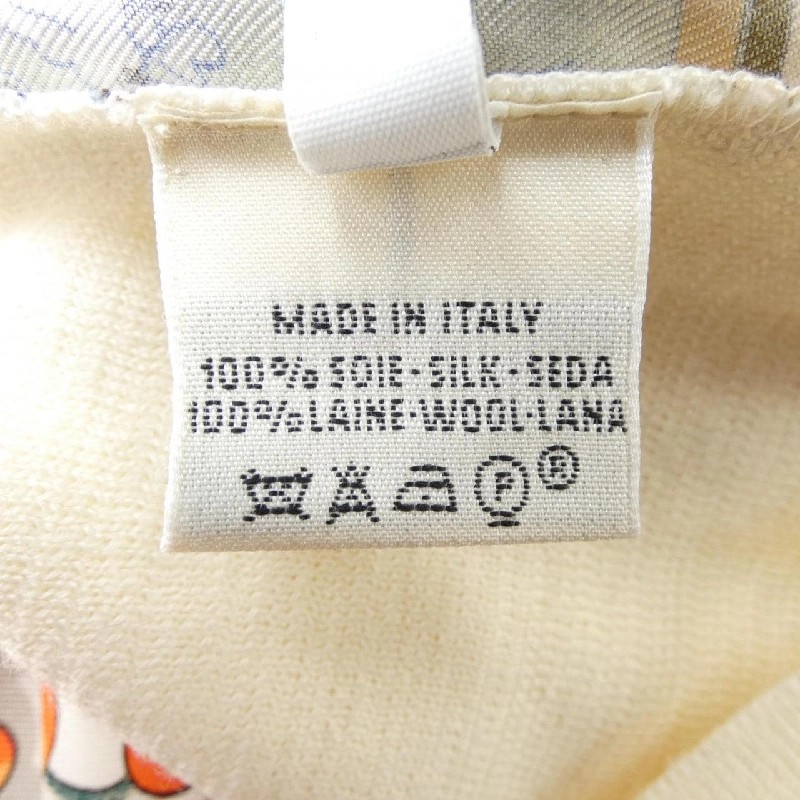 MADE IN ITALY
100% SOIE·SILK·SEDA
100% LAINE·WOOL·LANA
P ®